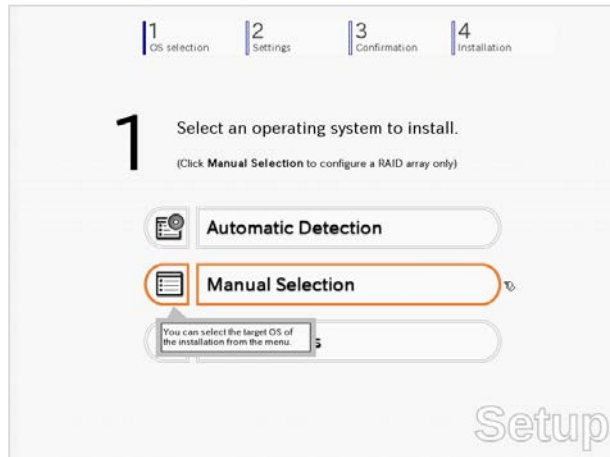 1
OS selection
2
Settings
3
Confirmation
4
Installation
1
Select an operating system to install.
(Click Manual Selection to configure a RAID array only)
Automatic Detection
Manual Selection
You can select the target OS of
the installation from the menu.
s
Setup